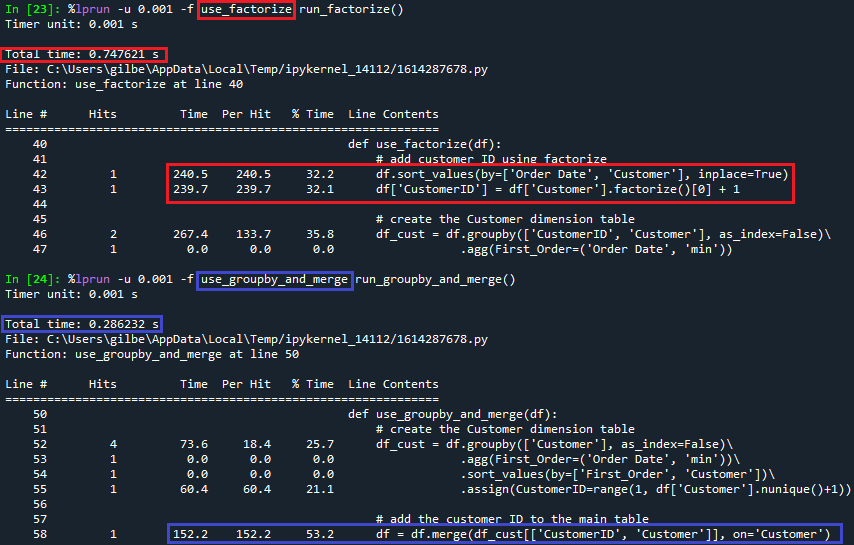 In [23]: %lprun -u 0.001 -f use_factorize run_factorize()
Timer unit: 0.001 s
Total time: 0.747621 s
File: C:\Users\gilbe\AppData\Local\Temp/ipykernel_14112/1614287678.py
Function: use_factorize at line 40
Line #      Hits         Time  Per Hit   % Time  Line Contents
==============================================================
    40                                           def use_factorize(df):
    41                                               # add customer ID using factorize
    42         1        240.5    240.5     32.2      df.sort_values(by=['Order Date', 'Customer'], inplace=True)
    43         1        239.7    239.7     32.1      df['CustomerID'] = df['Customer'].factorize()[0] + 1
    44
    45                                               # create the Customer dimension table
    46         2        267.4    133.7     35.8      df_cust = df.groupby(['CustomerID', 'Customer'], as_index=False)\
    47         1          0.0      0.0      0.0                  .agg(First_Order=('Order Date', 'min'))
In [24]: %lprun -u 0.001 -f use_groupby_and_merge run_groupby_and_merge()
Timer unit: 0.001 s
Total time: 0.286232 s
File: C:\Users\gilbe\AppData\Local\Temp/ipykernel_14112/1614287678.py
Function: use_groupby_and_merge at line 50
Line #      Hits         Time  Per Hit   % Time  Line Contents
==============================================================
    50                                           def use_groupby_and_merge(df):
    51                                               # create the Customer dimension table
    52         4         73.6     18.4     25.7      df_cust = df.groupby(['Customer'], as_index=False)\
    53         1          0.0      0.0      0.0                  .agg(First_Order=('Order Date', 'min'))\
    54         1          0.0      0.0      0.0                  .sort_values(by=['First_Order', 'Customer'])\
    55         1         60.4     60.4     21.1                  .assign(CustomerID=range(1, df['Customer'].nunique()+1))
    56
    57                                               # add the customer ID to the main table
    58         1        152.2    152.2     53.2      df = df.merge(df_cust[['CustomerID', 'Customer']], on='Customer')